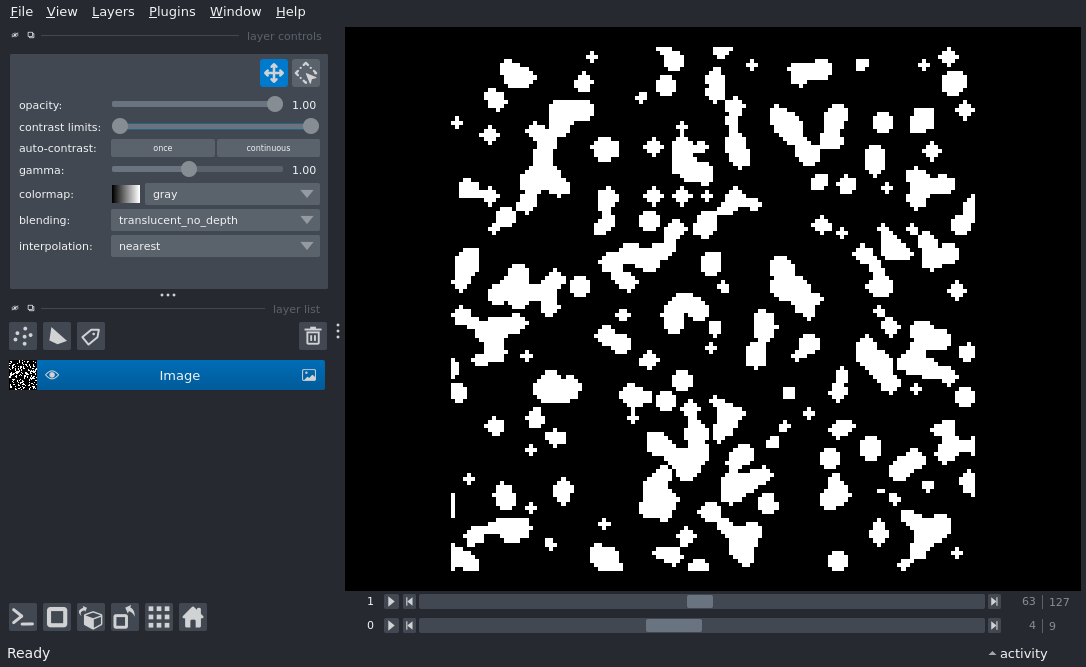 File View Layers Plugins Window Help
layer controls
opacity: 1.00
contrast limits:
auto-contrast: once continuous
gamma: 1.00
colormap: gray
blending: translucent_no_depth
interpolation: nearest
layer list
Image
1 63 127
0 4 9
Ready activity